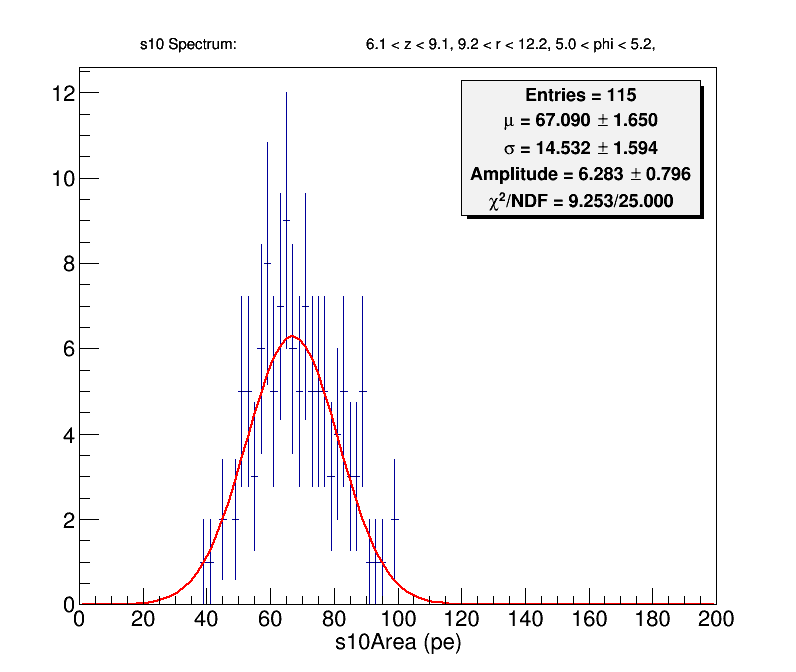 s10 Spectrum: 6.1 < z < 9.1, 9.2 < r < 12.2, 5.0 < phi < 5.2,
Entries = 115
μ = 67.090 ± 1.650
σ = 14.532 ± 1.594
Amplitude = 6.283 ± 0.796
χ²/NDF = 9.253/25.000
12
10
8
6
4
2
0
0 20 40 60 80 100 120 140 160 180 200
s10Area (pe)